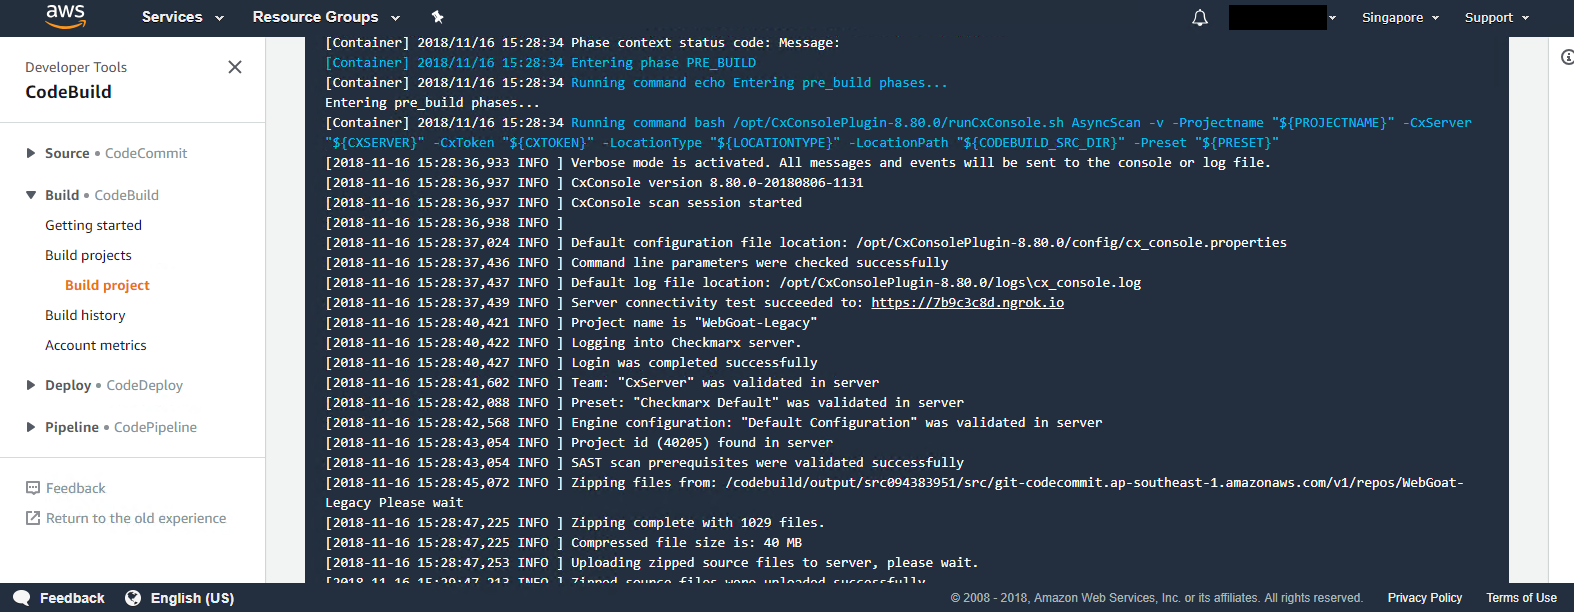 aws Services Resource Groups Singapore Support
Developer Tools
CodeBuild
Source • CodeCommit
Build • CodeBuild
Getting started
Build projects
Build project
Build history
Account metrics
Deploy • CodeDeploy
Pipeline • CodePipeline
Feedback
Return to the old experience
[Container] 2018/11/16 15:28:34 Phase context status code: Message:
[Container] 2018/11/16 15:28:34 Entering phase PRE_BUILD
[Container] 2018/11/16 15:28:34 Running command echo Entering pre_build phases...
Entering pre_build phases...
[Container] 2018/11/16 15:28:34 Running command bash /opt/CxConsolePlugin-8.80.0/runCxConsole.sh AsyncScan -v -Projectname "${PROJECTNAME}" -CxServer
"${CXSERVER}" -CxToken "${CXTOKEN}" -LocationType "${LOCATIONTYPE}" -LocationPath "${CODEBUILD_SRC_DIR}" -Preset "${PRESET}"
[2018-11-16 15:28:36,933 INFO ] Verbose mode is activated. All messages and events will be sent to the console or log file.
[2018-11-16 15:28:36,937 INFO ] CxConsole version 8.80.0-20180806-1131
[2018-11-16 15:28:36,937 INFO ] CxConsole scan session started
[2018-11-16 15:28:36,938 INFO ]
[2018-11-16 15:28:37,024 INFO ] Default configuration file location: /opt/CxConsolePlugin-8.80.0/config/cx_console.properties
[2018-11-16 15:28:37,436 INFO ] Command line parameters were checked successfully
[2018-11-16 15:28:37,437 INFO ] Default log file location: /opt/CxConsolePlugin-8.80.0/logs\cx_console.log
[2018-11-16 15:28:37,439 INFO ] Server connectivity test succeeded to: https://7b9c3c8d.ngrok.io
[2018-11-16 15:28:40,421 INFO ] Project name is "WebGoat-Legacy"
[2018-11-16 15:28:40,422 INFO ] Logging into Checkmarx server.
[2018-11-16 15:28:40,427 INFO ] Login was completed successfully
[2018-11-16 15:28:41,602 INFO ] Team: "CxServer" was validated in server
[2018-11-16 15:28:42,088 INFO ] Preset: "Checkmarx Default" was validated in server
[2018-11-16 15:28:42,568 INFO ] Engine configuration: "Default Configuration" was validated in server
[2018-11-16 15:28:43,054 INFO ] Project id (40205) found in server
[2018-11-16 15:28:43,054 INFO ] SAST scan prerequisites were validated successfully
[2018-11-16 15:28:45,072 INFO ] Zipping files from: /codebuild/output/src094383951/src/git-codecommit.ap-southeast-1.amazonaws.com/v1/repos/WebGoat-
Legacy Please wait
[2018-11-16 15:28:47,225 INFO ] Zipping complete with 1029 files.
[2018-11-16 15:28:47,225 INFO ] Compressed file size is: 40 MB
[2018-11-16 15:28:47,253 INFO ] Uploading zipped source files to server, please wait.
INFO ] Zipped source files were uploaded successfully
Feedback English (US) © 2008 - 2018, Amazon Web Services, Inc. or its affiliates. All rights reserved. Privacy Policy Terms of Use